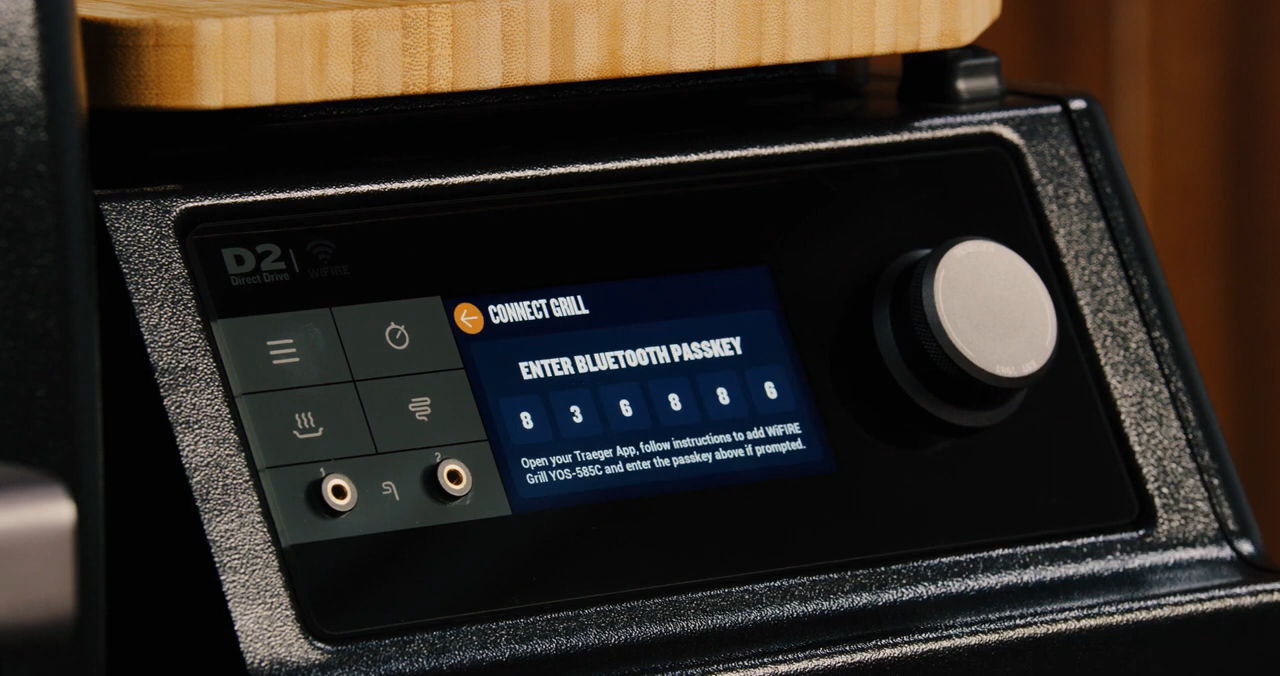 D2
Direct Drive
WiFIRE
CONNECT GRILL
ENTER BLUETOOTH PASSKEY
8 3 6 8 8 6
Open your Traeger App, follow instructions to add WiFIRE
Grill YOS-585C and enter the passkey above if prompted.
1
2